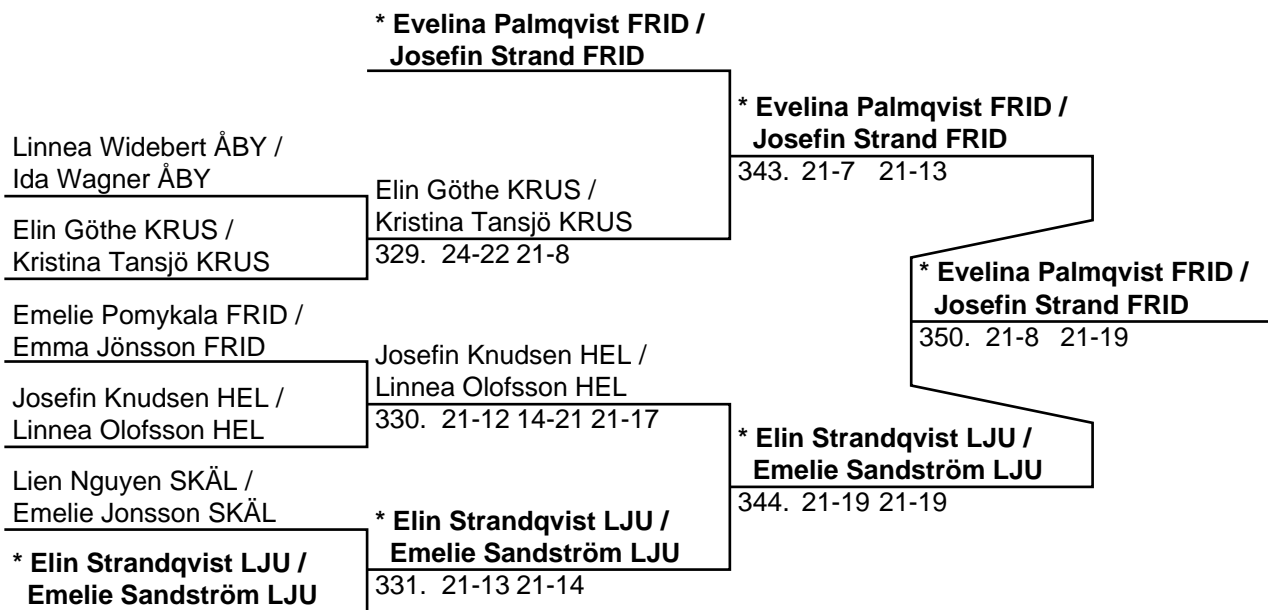 * Evelina Palmqvist FRID /
Josefin Strand FRID
* Evelina Palmqvist FRID /
Josefin Strand FRID
343. 21-7 21-13
Linnea Widebert ÅBY /
Ida Wagner ÅBY
Elin Göthe KRUS /
Kristina Tansjö KRUS
329. 24-22 21-8
Elin Göthe KRUS /
Kristina Tansjö KRUS
* Evelina Palmqvist FRID /
Josefin Strand FRID
350. 21-8 21-19
Emelie Pomykala FRID /
Emma Jönsson FRID
Josefin Knudsen HEL /
Linnea Olofsson HEL
330. 21-12 14-21 21-17
Josefin Knudsen HEL /
Linnea Olofsson HEL
* Elin Strandqvist LJU /
Emelie Sandström LJU
344. 21-19 21-19
Lien Nguyen SKÄL /
Emelie Jonsson SKÄL
* Elin Strandqvist LJU /
Emelie Sandström LJU
331. 21-13 21-14
* Elin Strandqvist LJU /
Emelie Sandström LJU